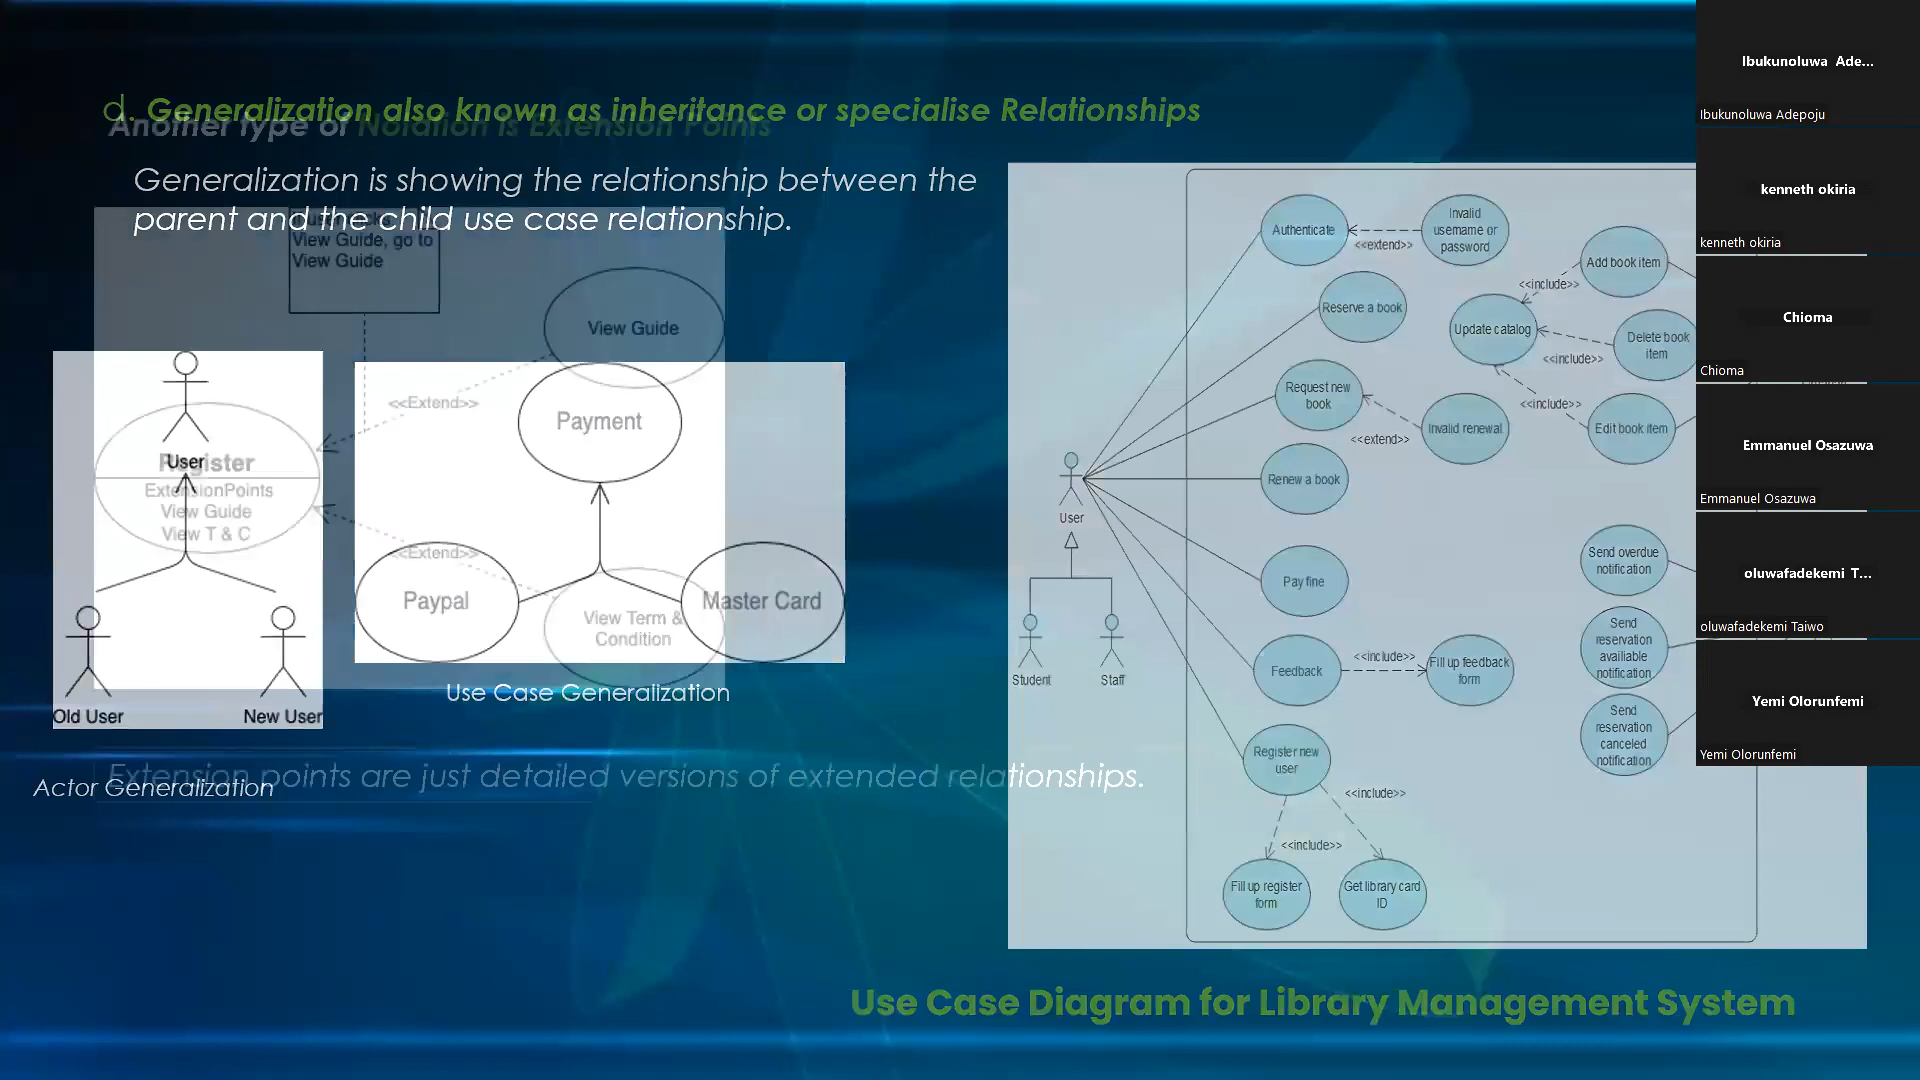 d. Generalization also known as inheritance or specialise Relationships
Another type of Notation is Extension Points
Generalization is showing the relationship between the
parent and the child use case relationship.
View Guide, go to
View Guide
View Guide
<<Extend>>
Payment
User
Register
ExtensionPoints
View Guide
View T & C
<<Extend>>
Paypal
View Term &
Condition
Master Card
Use Case Generalization
Old User
New User
Extension points are just detailed versions of extended relationships.
Actor Generalization
Authenticate
<<extend>>
Invalid
username or
password
Add book item
<<include>>
Reserve a book
Update catalog
Delete book
item
<<include>>
Request new
book
<<include>>
Edit book item
Invalid renewal
<<extend>>
Renew a book
User
Send overdue
notification
Pay fine
Send
reservation
available
notification
Feedback
<<include>>
Fill up feedback
form
Student
Staff
Send
reservation
canceled
notification
Register new
user
<<include>>
<<include>>
Fill up register
form
Get library card
ID
Use Case Diagram for Library Management System
Ibukunoluwa Ade...
Ibukunoluwa Adepoju
kenneth okiria
kenneth okiria
Chioma
Chioma
Emmanuel Osazuwa
Emmanuel Osazuwa
oluwafadekemi T...
oluwafadekemi Taiwo
Yemi Olorunfemi
Yemi Olorunfemi